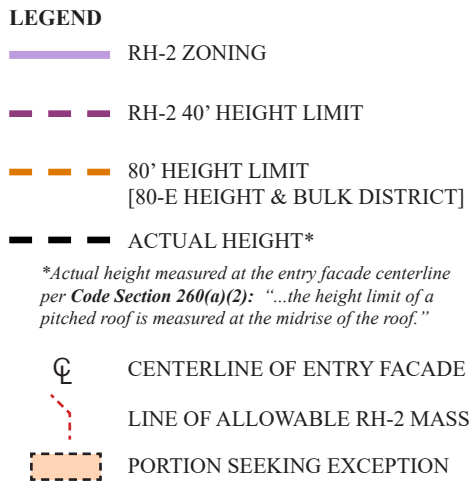 LEGEND
RH-2 ZONING
RH-2 40’ HEIGHT LIMIT
80’ HEIGHT LIMIT
[80-E HEIGHT & BULK DISTRICT]
ACTUAL HEIGHT*
*Actual height measured at the entry facade centerline
per Code Section 260(a)(2): “...the height limit of a
pitched roof is measured at the midrise of the roof.”
℄ CENTERLINE OF ENTRY FACADE
LINE OF ALLOWABLE RH-2 MASS
PORTION SEEKING EXCEPTION